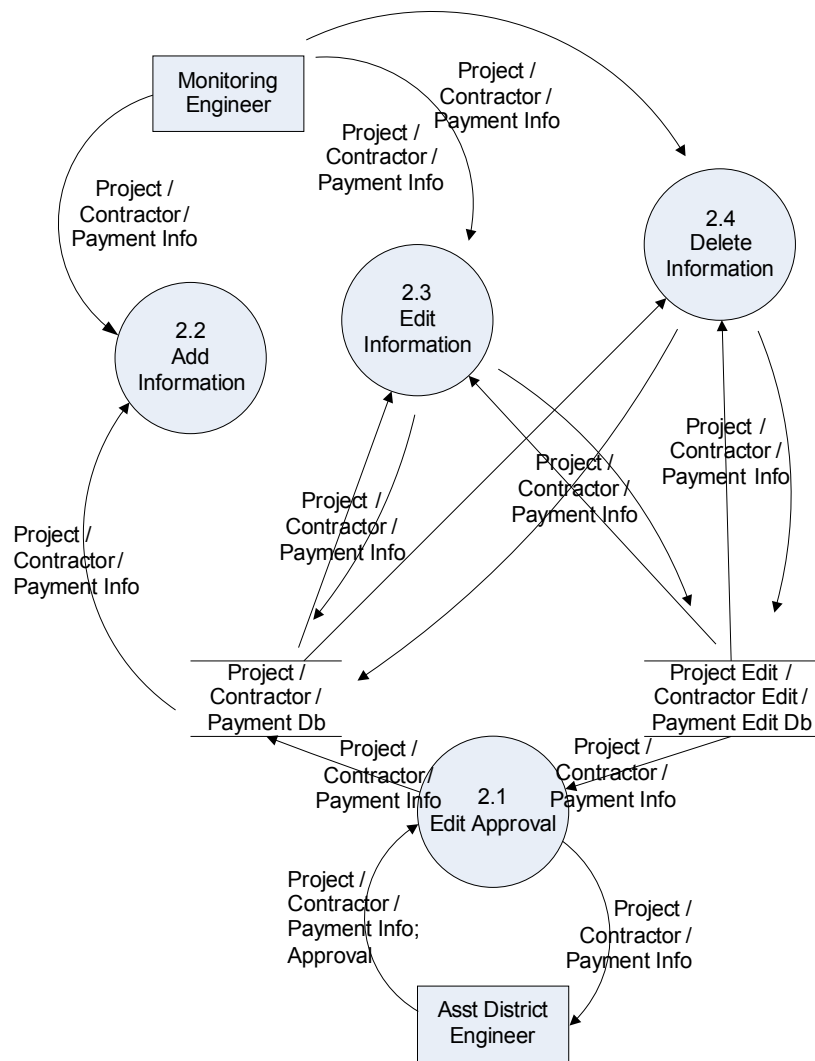 Monitoring
Engineer
Project /
Contractor /
Payment Info
Project /
Contractor /
Payment Info
Project /
Contractor /
Payment Info
2.4
Delete
Information
2.3
Edit
Information
2.2
Add
Information
Project /
Contractor /
Payment Info
Project /
Contractor /
Payment Info
Project /
Contractor /
Payment Info
Project /
Contractor /
Payment Info
Project /
Contractor /
Payment Db
Project Edit /
Contractor Edit /
Payment Edit Db
Project /
Contractor /
Payment Info
Project /
Contractor /
Payment Info
2.1
Edit Approval
Project /
Contractor /
Payment Info;
Approval
Project /
Contractor /
Payment Info
Asst District
Engineer